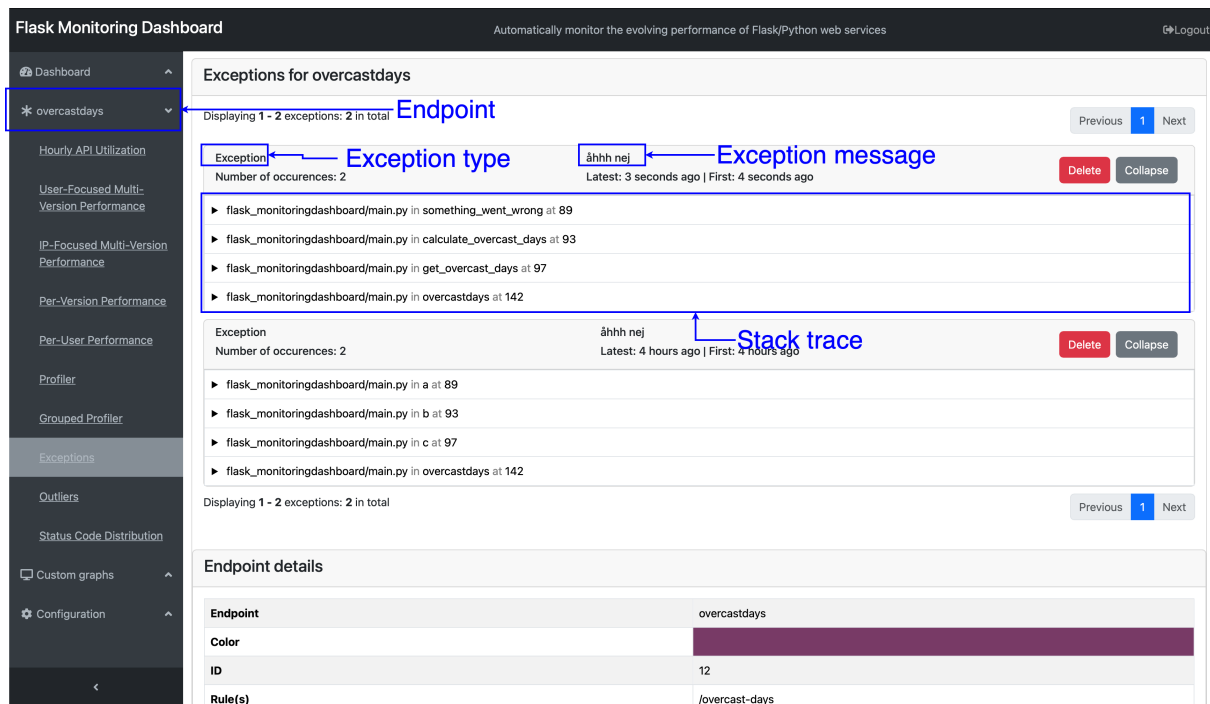 Flask Monitoring Dashboard
Automatically monitor the evolving performance of Flask/Python web services
Logout
Dashboard
overcastdays
Hourly API Utilization
User-Focused Multi-
Version Performance
IP-Focused Multi-Version
Performance
Per-Version Performance
Per-User Performance
Profiler
Grouped Profiler
Exceptions
Outliers
Status Code Distribution
Custom graphs
Configuration
Exceptions for overcastdays
Displaying 1 - 2 exceptions: 2 in total
Endpoint
Previous 1 Next
Exception
Exception type
åhhh nej
Exception message
Number of occurences: 2
Latest: 3 seconds ago | First: 4 seconds ago
Delete
Collapse
flask_monitoringdashboard/main.py in something_went_wrong at 89
flask_monitoringdashboard/main.py in calculate_overcast_days at 93
flask_monitoringdashboard/main.py in get_overcast_days at 97
flask_monitoringdashboard/main.py in overcastdays at 142
Stack trace
Exception
åhhh nej
Number of occurences: 2
Latest: 4 hours ago | First: 4 hours ago
Delete
Collapse
flask_monitoringdashboard/main.py in a at 89
flask_monitoringdashboard/main.py in b at 93
flask_monitoringdashboard/main.py in c at 97
flask_monitoringdashboard/main.py in overcastdays at 142
Displaying 1 - 2 exceptions: 2 in total
Previous 1 Next
Endpoint details
Endpoint overcastdays
Color
ID 12
Rule(s) /overcast-days